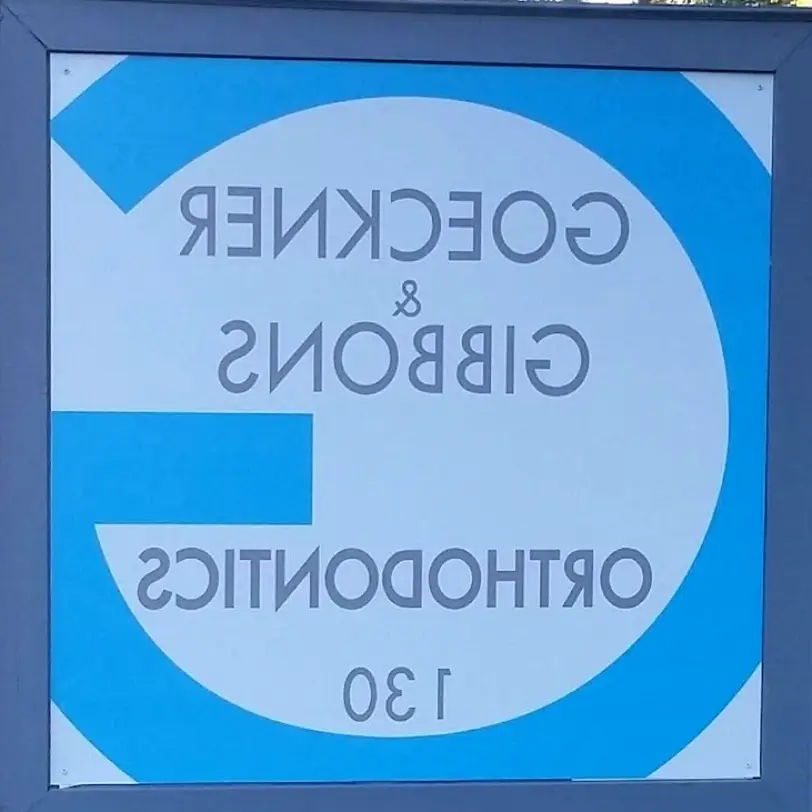 GOECKNER
&
GIBBONS
ORTHODONTICS
130